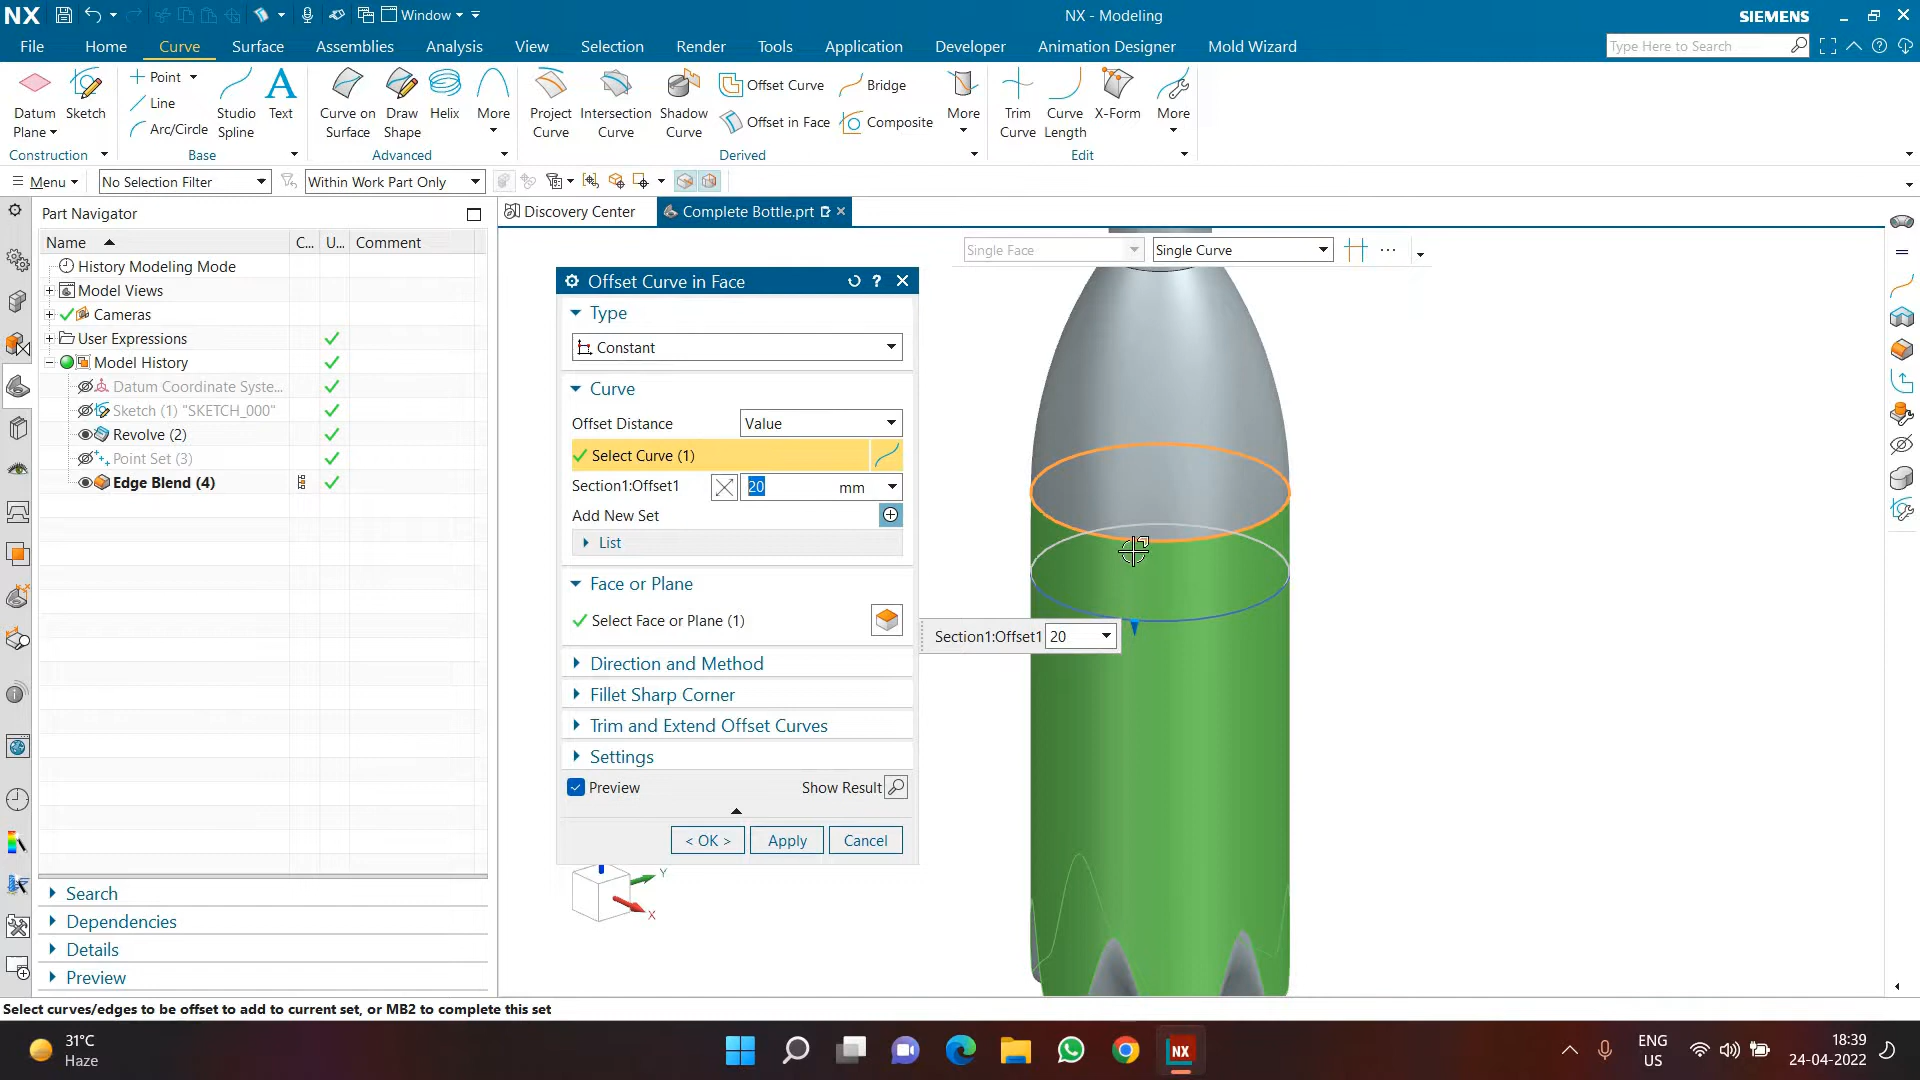 NX
Window
NX - Modeling
SIEMENS
File
Home
Curve
Surface
Assemblies
Analysis
View
Selection
Render
Tools
Application
Developer
Animation Designer
Mold Wizard
Type Here to Search
Datum Plane
Sketch
Point
Line
Arc/Circle
Studio Spline
Text
Curve on Surface
Draw Shape
Helix
More
Project Curve
Intersection Curve
Shadow Curve
Offset Curve
Offset in Face
Bridge
Composite
More
Trim Curve
Curve Length
X-Form
More
Construction
Base
Advanced
Derived
Edit
Menu
No Selection Filter
Within Work Part Only
Part Navigator
Discovery Center
Complete Bottle.prt
Name
C...
U...
Comment
Single Face
Single Curve
History Modeling Mode
Model Views
Cameras
User Expressions
Model History
Datum Coordinate Syste...
Sketch (1) "SKETCH_000"
Revolve (2)
Point Set (3)
Edge Blend (4)
Search
Dependencies
Details
Preview
Offset Curve in Face
?
Type
Constant
Curve
Offset Distance
Value
Select Curve (1)
Section1:Offset1
20
mm
Add New Set
List
Face or Plane
Select Face or Plane (1)
Direction and Method
Fillet Sharp Corner
Trim and Extend Offset Curves
Settings
Preview
Show Result
< OK >
Apply
Cancel
Section1:Offset1
20
Y
X
Select curves/edges to be offset to add to current set, or MB2 to complete this set
31°C
Haze
NX
ENG
US
18:39
24-04-2022